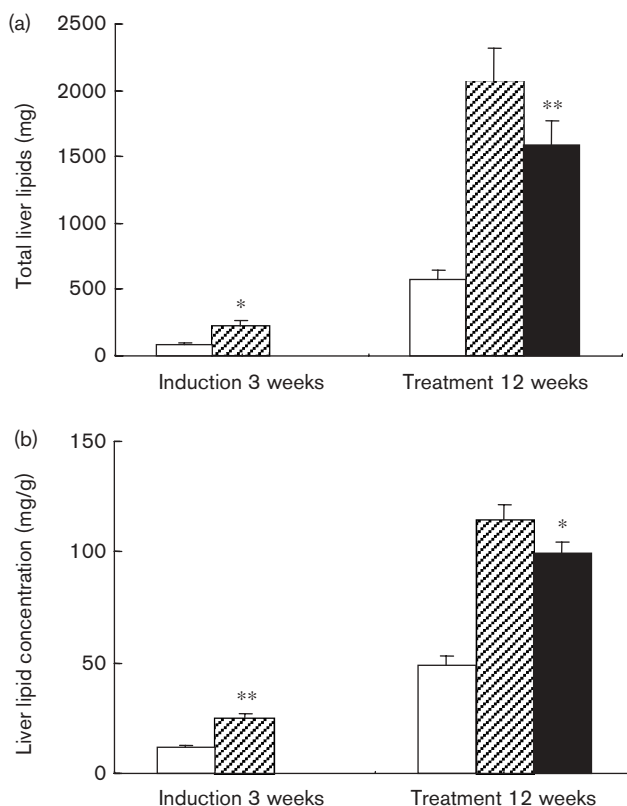 (a)
2500
2000
1500
1000
500
0
Total liver lipids (mg)
*
**
Induction 3 weeks
Treatment 12 weeks
(b)
150
100
50
0
Liver lipid concentration (mg/g)
**
*
Induction 3 weeks
Treatment 12 weeks